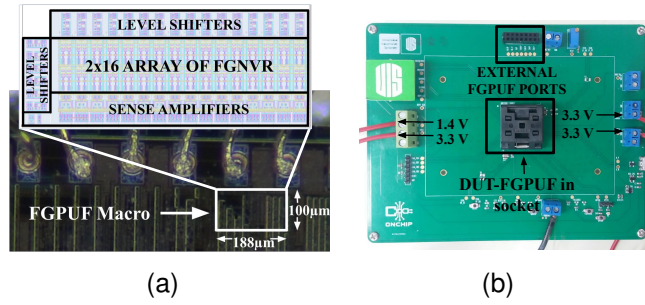 LEVEL SHIFTERS
LEVEL
SHIFTERS
2x16 ARRAY OF FGNVR
SENSE AMPLIFIERS
FGPUF Macro
100μm
188μm
(a)
EXTERNAL
FGPUF PORTS
1.4 V
3.3 V
3.3 V
3.3 V
DUT-FGPUF in
socket
ONCHIP
(b)